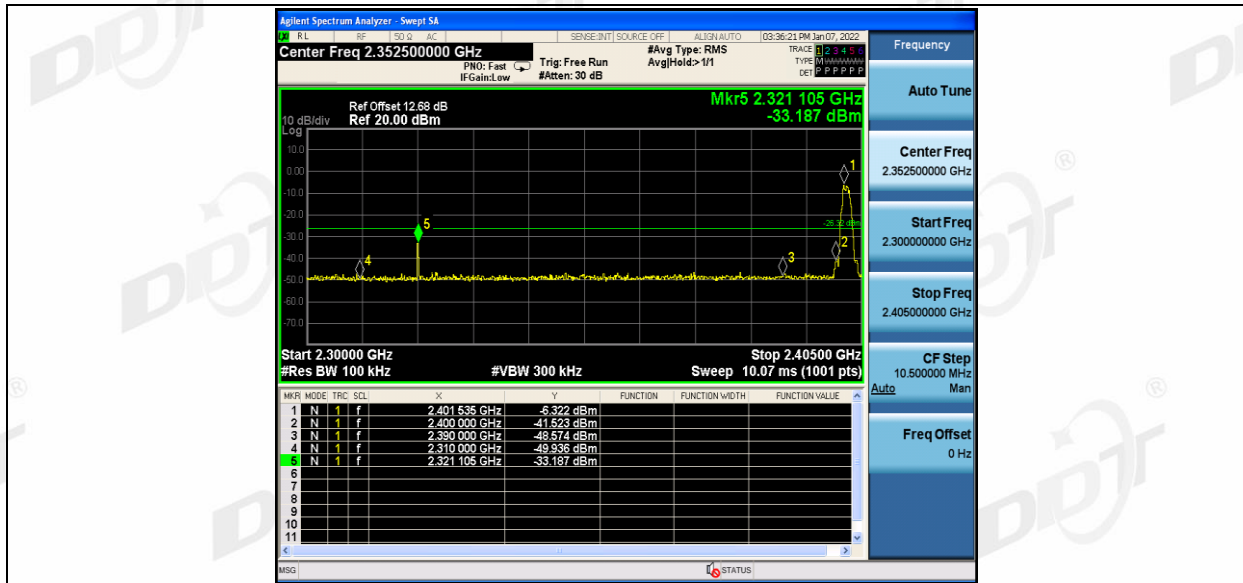 Agilent Spectrum Analyzer - Swept SA
LXI RL RF 50 Ω AC SENSE:INT SOURCE OFF ALIGN AUTO 03:36:21 PM Jan 07, 2022
Center Freq 2.352500000 GHz
#Avg Type: RMS
TRACE 1 2 3 4 5 6
PNO: Fast
Trig: Free Run
Avg|Hold:>1/1
TYPE M WWWWW
IFGain:Low
#Atten: 30 dB
DET P P P P P P
Mkr5 2.321 105 GHz
-33.187 dBm
Ref Offset 12.68 dB
10 dB/div Ref 20.00 dBm
Log
10.0
0.00
-10.0
-20.0
-30.0
-40.0
-50.0
-60.0
-70.0
1
-26.32 dBm
5
2
3
4
Start 2.30000 GHz Stop 2.40500 GHz
#Res BW 100 kHz #VBW 300 kHz Sweep 10.07 ms (1001 pts)
MKR MODE TRC SCL X Y FUNCTION FUNCTION WIDTH FUNCTION VALUE
1 N 1 f 2.401 535 GHz -6.322 dBm
2 N 1 f 2.400 000 GHz -41.523 dBm
3 N 1 f 2.390 000 GHz -48.574 dBm
4 N 1 f 2.310 000 GHz -49.936 dBm
5 N 1 f 2.321 105 GHz -33.187 dBm
6
7
8
9
10
11
MSG STATUS
Frequency
Auto Tune
Center Freq
2.352500000 GHz
Start Freq
2.300000000 GHz
Stop Freq
2.405000000 GHz
CF Step
10.500000 MHz
Auto Man
Freq Offset
0 Hz